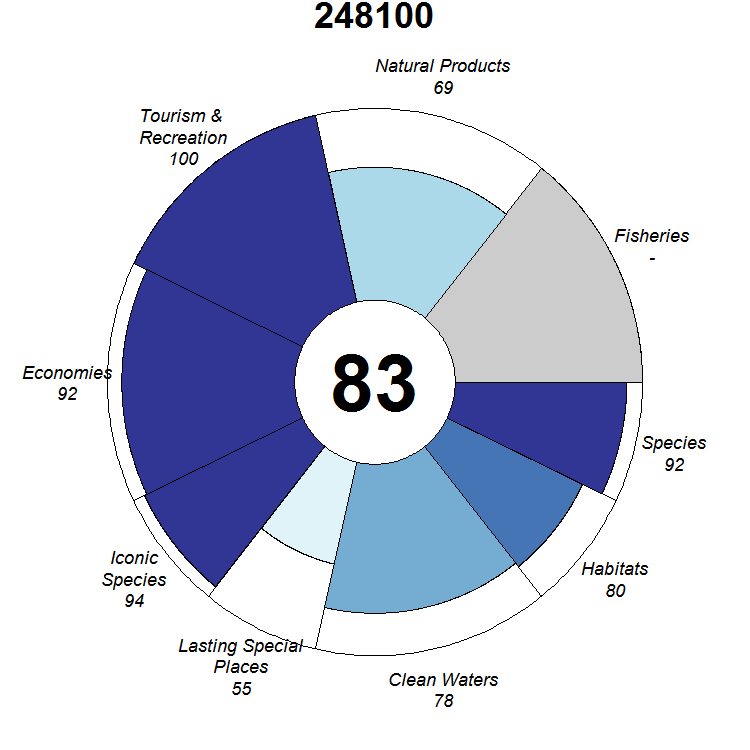 248100
Natural Products
69
Tourism &
Recreation
100
Fisheries
-
Economies
92
83
Species
92
Iconic
Species
94
Habitats
80
Lasting Special
Places
55
Clean Waters
78